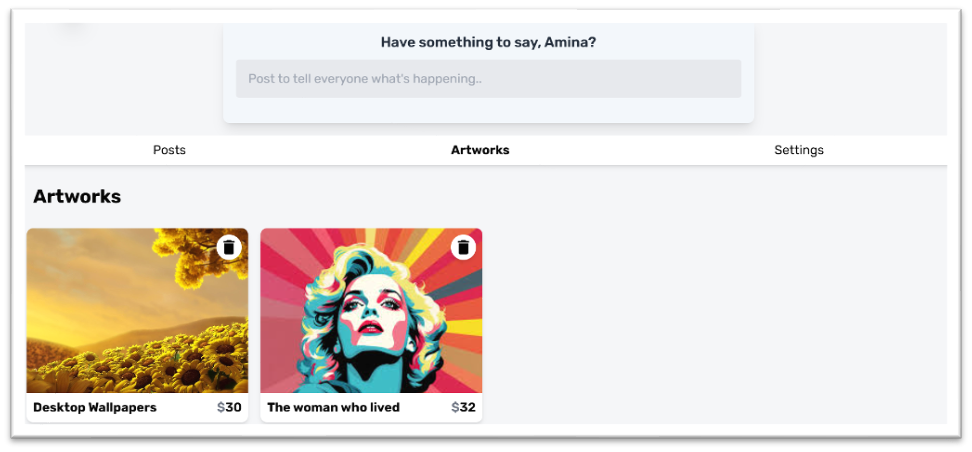 Have something to say, Amina?
Post to tell everyone what's happening..
Posts Artworks Settings
Artworks
Desktop Wallpapers $30
The woman who lived $32